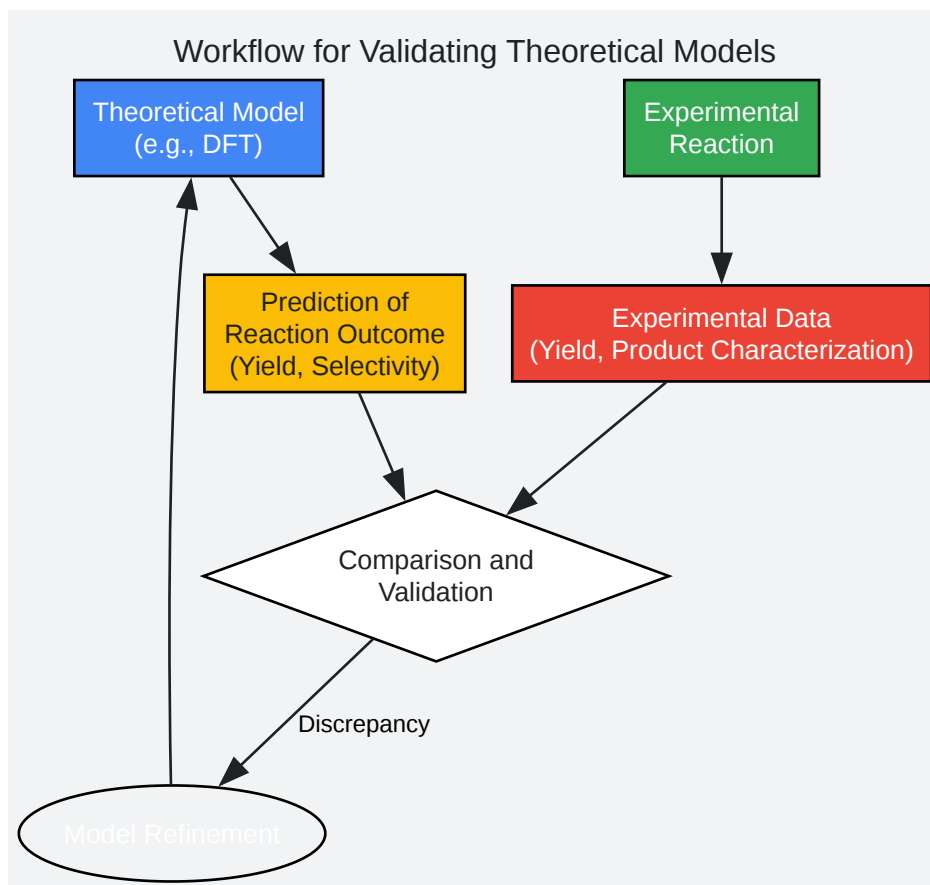 Workflow for Validating Theoretical Models
Theoretical Model
(e.g., DFT)
Experimental
Reaction
Prediction of
Reaction Outcome
(Yield, Selectivity)
Experimental Data
(Yield, Product Characterization)
Comparison and
Validation
Discrepancy
Model Refinement